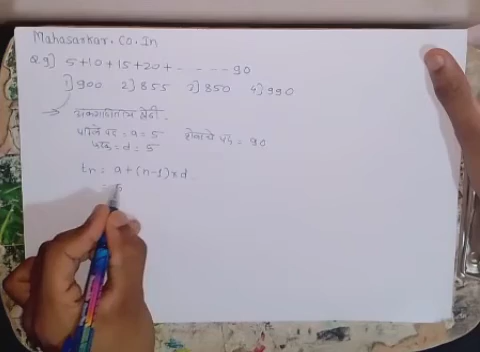 Mahasarkar.Co.In
Q.9] 5+10+15+20+ - - - - - 90
1) 900 2) 855 3) 850 4) 990
→ अंकगणितीय श्रेढी.
पहिले पद = a = 5 शेवटचे पद = 90
फरक = d = 5
tn = a+(n-1)×d
= 5